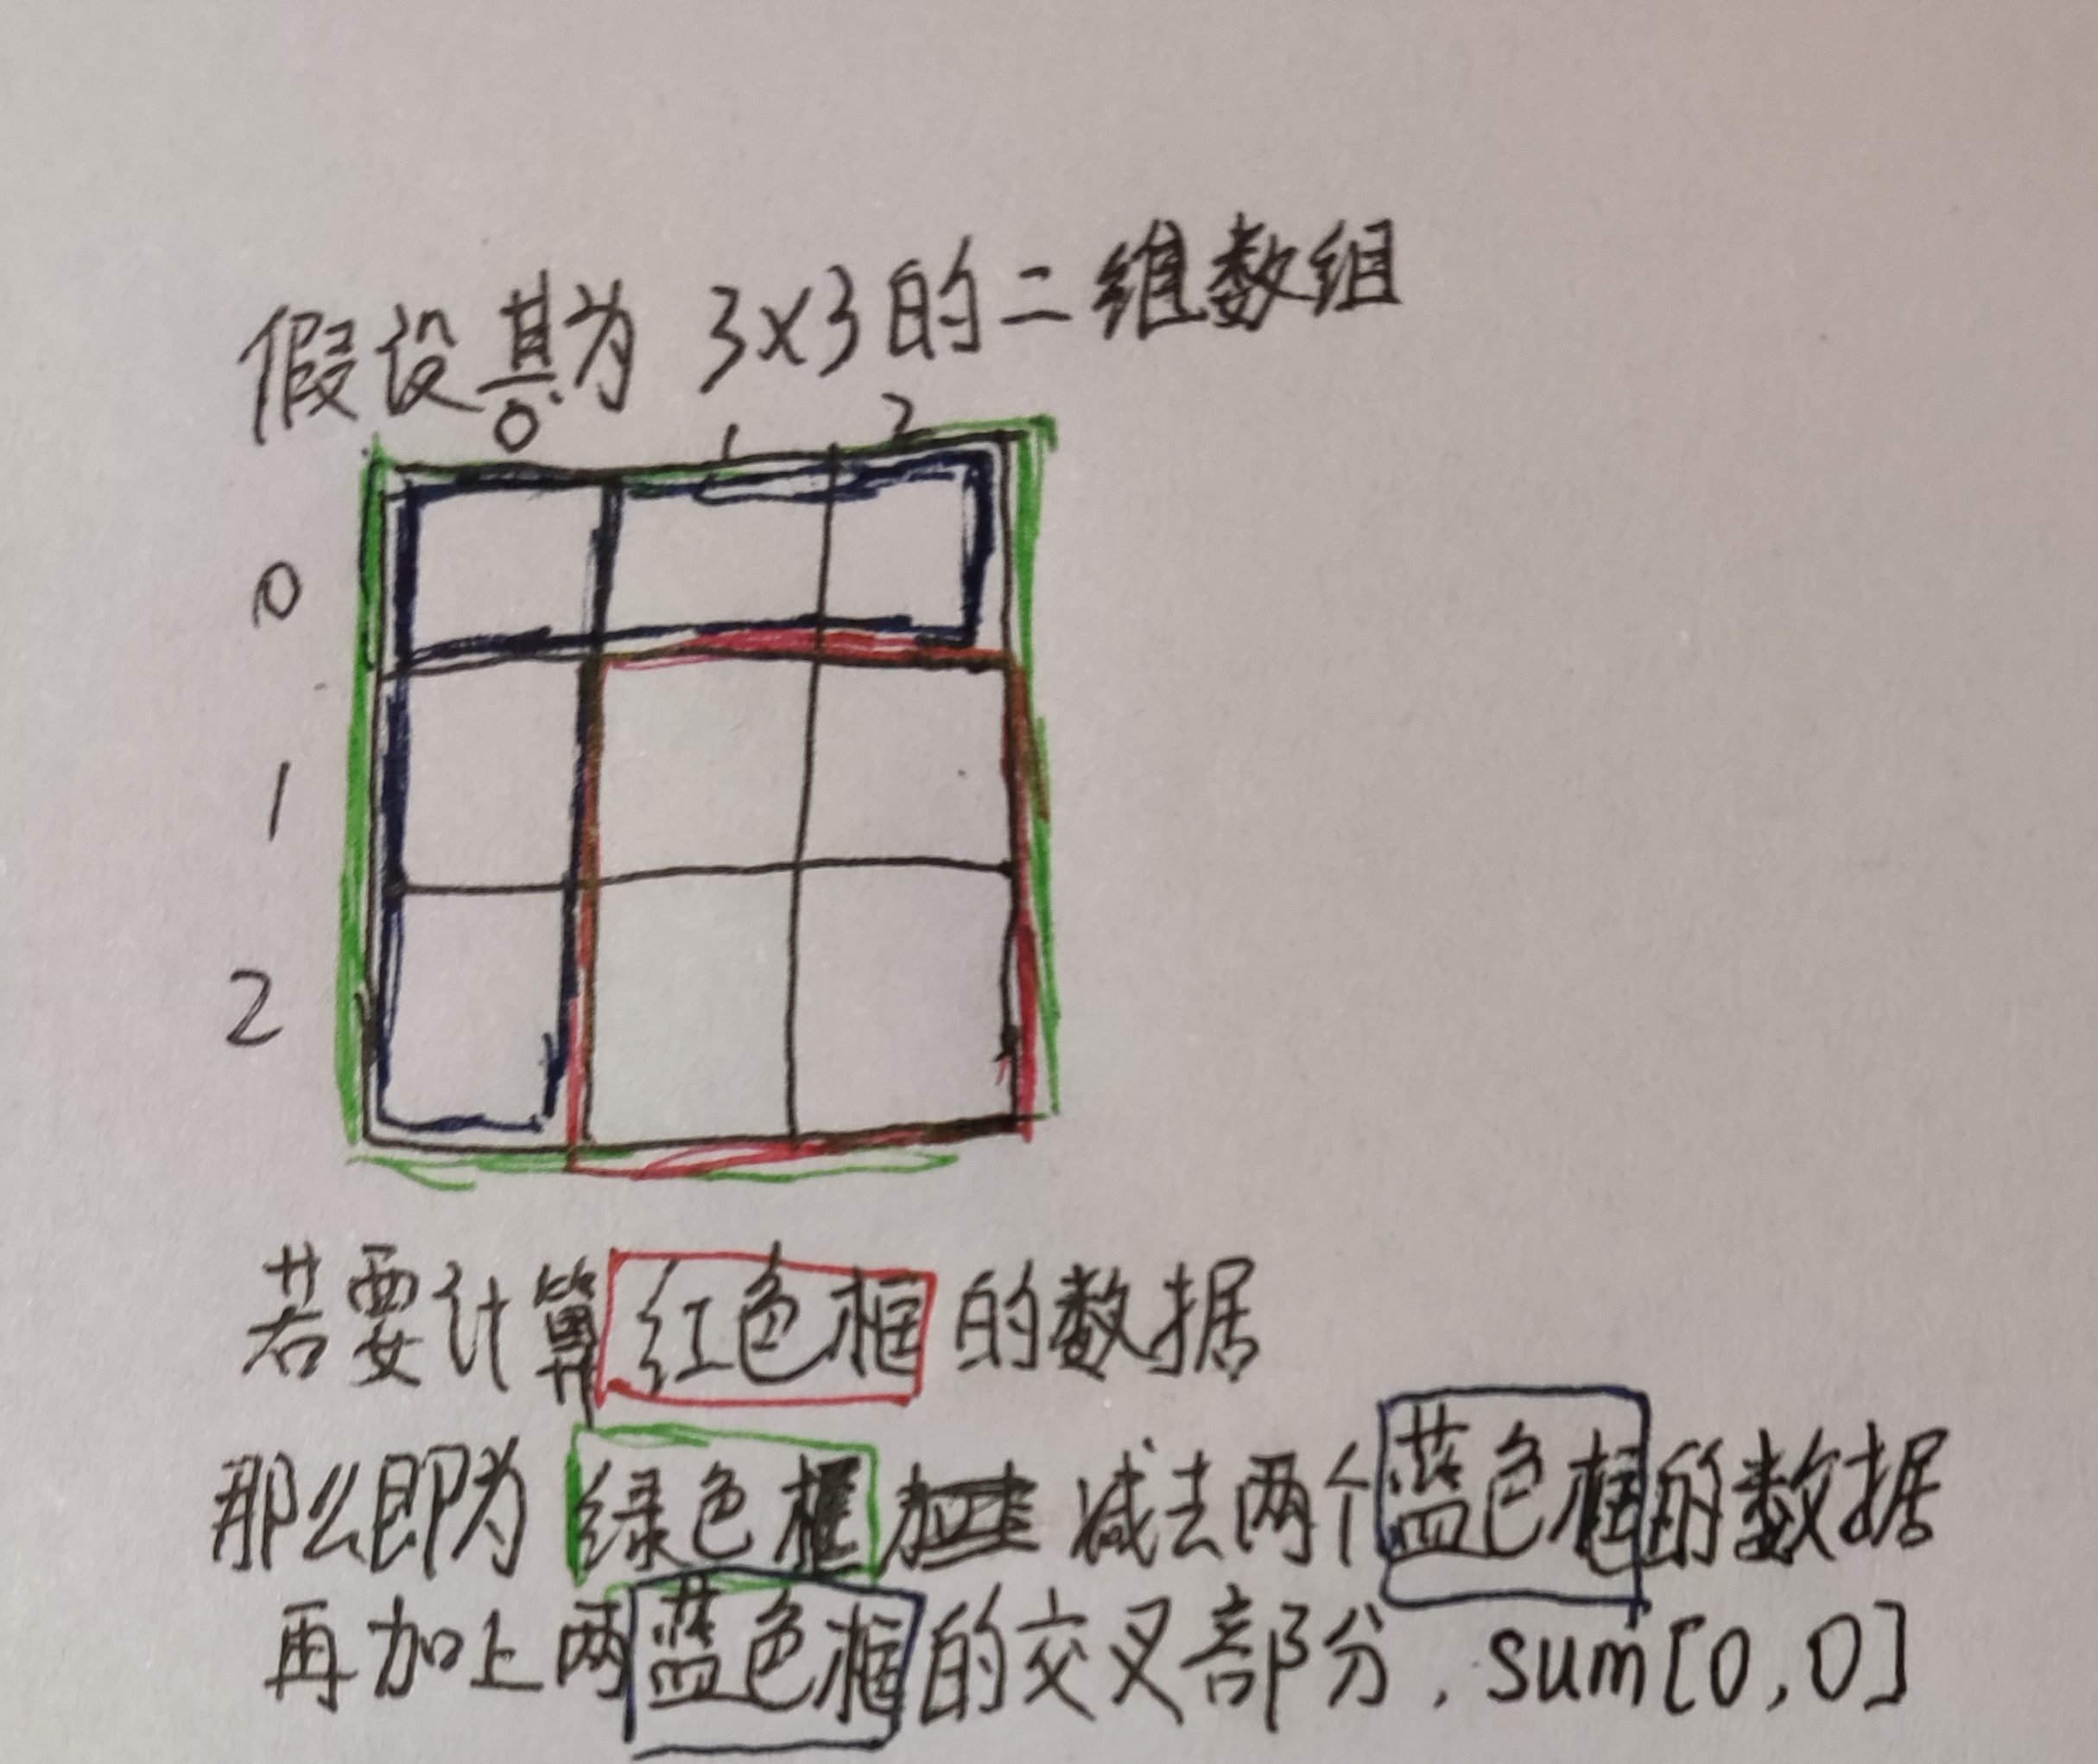 假设其为 3×3的二维数组
0 1 2
0
1
2
若要计算红色框的数据
那么即为绿色框 减去两个蓝色框的数据
再加上两蓝色框的交叉部分, sum[0,0]